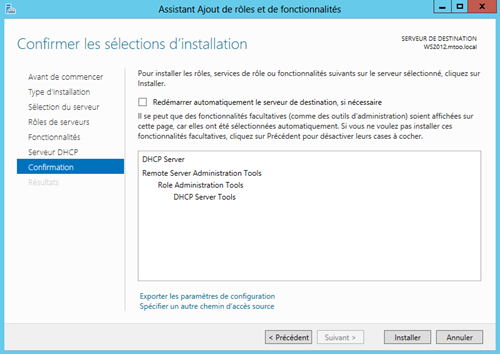 Assistant Ajout de rôles et de fonctionnalités
Confirmer les sélections d'installation
SERVEUR DE DESTINATION
WS2012.mtoo.local
Avant de commencer
Type d'installation
Sélection du serveur
Rôles de serveurs
Fonctionnalités
Serveur DHCP
Confirmation
Résultats
Pour installer les rôles, services de rôle ou fonctionnalités suivants sur le serveur sélectionné, cliquez sur
Installer.
Redémarrer automatiquement le serveur de destination, si nécessaire
Il se peut que des fonctionnalités facultatives (comme des outils d'administration) soient affichées sur
cette page, car elles ont été sélectionnées automatiquement. Si vous ne voulez pas installer ces
fonctionnalités facultatives, cliquez sur Précédent pour désactiver leurs cases à cocher.
DHCP Server
Remote Server Administration Tools
Role Administration Tools
DHCP Server Tools
Exporter les paramètres de configuration
Spécifier un autre chemin d'accès source
< Précédent
Suivant >
Installer
Annuler